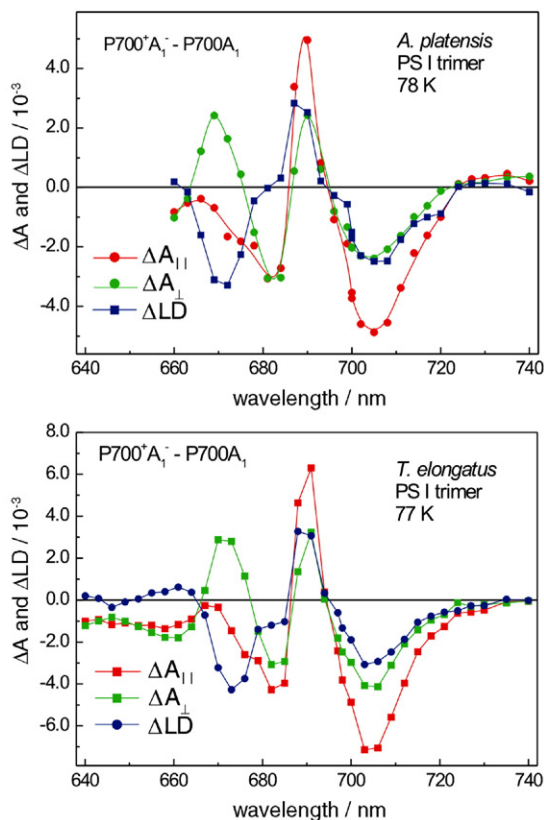 P700⁺A₁⁻ - P700A₁
A. platensis
PS I trimer
78 K
ΔA and ΔLD / 10⁻³
4.0
2.0
0.0
-2.0
-4.0
ΔA||
ΔA⊥
ΔLD
640 660 680 700 720 740
wavelength / nm
P700⁺A₁⁻ - P700A₁
T. elongatus
PS I trimer
77 K
ΔA and ΔLD / 10⁻³
8.0
6.0
4.0
2.0
0.0
-2.0
-4.0
-6.0
ΔA||
ΔA⊥
ΔLD
640 660 680 700 720 740
wavelength / nm